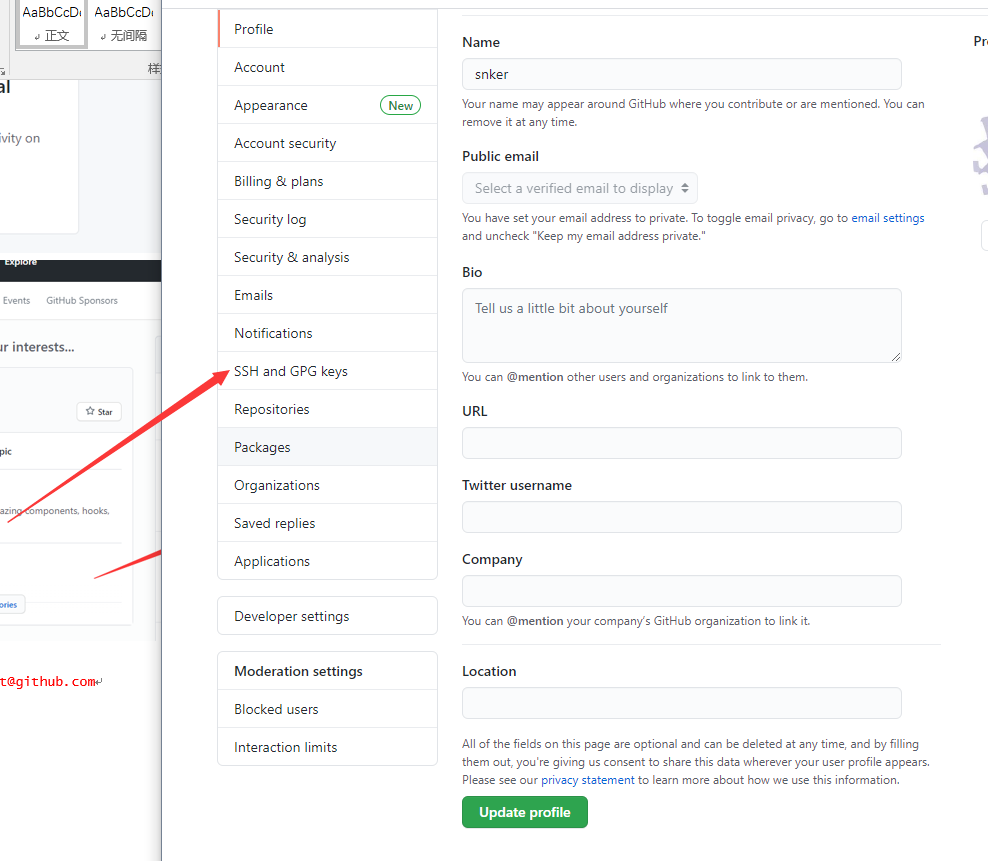 AaBbCcD
AaBbCcD
正文
无间隔
al
ivity on
Explore
Events
GitHub Sponsors
ur interests...
Star
pic
azing components, hooks,
ories
t@github.com
Profile
Account
Appearance
New
Account security
Billing & plans
Security log
Security & analysis
Emails
Notifications
SSH and GPG keys
Repositories
Packages
Organizations
Saved replies
Applications
Developer settings
Moderation settings
Blocked users
Interaction limits
Name
snker
Your name may appear around GitHub where you contribute or are mentioned. You can
remove it at any time.
Public email
Select a verified email to display
You have set your email address to private. To toggle email privacy, go to email settings
and uncheck "Keep my email address private."
Bio
Tell us a little bit about yourself
You can @mention other users and organizations to link to them.
URL
Twitter username
Company
You can @mention your company's GitHub organization to link it.
Location
All of the fields on this page are optional and can be deleted at any time, and by filling
them out, you're giving us consent to share this data wherever your user profile appears.
Please see our privacy statement to learn more about how we use this information.
Update profile